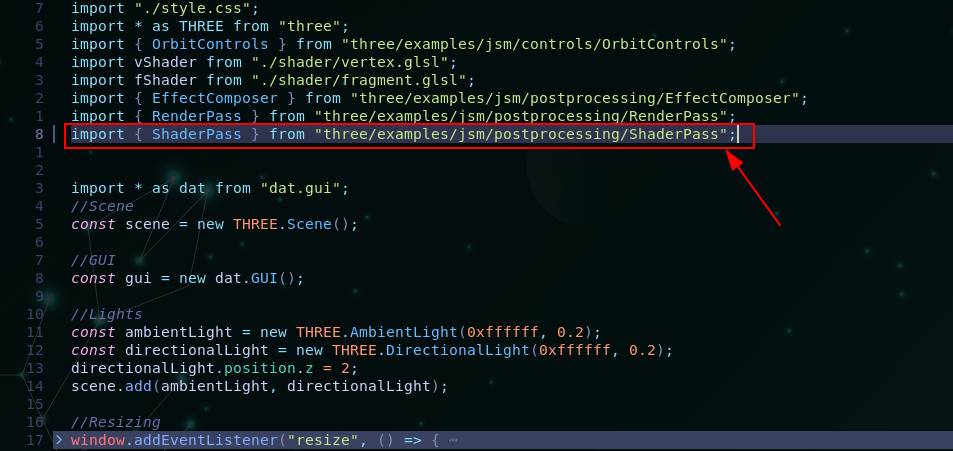 7 import "./style.css";
6 import * as THREE from "three";
5 import { OrbitControls } from "three/examples/jsm/controls/OrbitControls";
4 import vShader from "./shader/vertex.glsl";
3 import fShader from "./shader/fragment.glsl";
2 import { EffectComposer } from "three/examples/jsm/postprocessing/EffectComposer";
1 import { RenderPass } from "three/examples/jsm/postprocessing/RenderPass";
8 import { ShaderPass } from "three/examples/jsm/postprocessing/ShaderPass";
1
2
3 import * as dat from "dat.gui";
4 //Scene
5 const scene = new THREE.Scene();
6
7 //GUI
8 const gui = new dat.GUI();
9
10 //Lights
11 const ambientLight = new THREE.AmbientLight(0xffffff, 0.2);
12 const directionalLight = new THREE.DirectionalLight(0xffffff, 0.2);
13 directionalLight.position.z = 2;
14 scene.add(ambientLight, directionalLight);
15
16 //Resizing
17 > window.addEventListener("resize", () => { ⋯